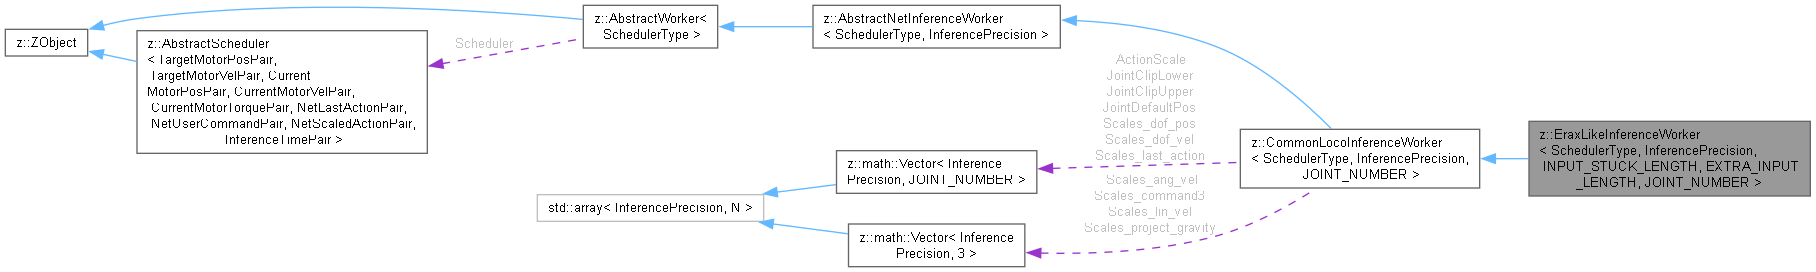 z::ZObject
z::AbstractScheduler
< TargetMotorPosPair,
TargetMotorVelPair, Current
MotorPosPair, CurrentMotorVelPair,
CurrentMotorTorquePair, NetLastActionPair,
NetUserCommandPair, NetScaledActionPair,
InferenceTimePair >
Scheduler
z::AbstractWorker<
SchedulerType >
z::AbstractNetInferenceWorker
< SchedulerType, InferencePrecision >
ActionScale
JointClipLower
JointClipUpper
JointDefaultPos
Scales_dof_pos
Scales_dof_vel
Scales_last_action
Scales_ang_vel
Scales_command3
Scales_lin_vel
Scales_project_gravity
std::array< InferencePrecision, N >
z::math::Vector< Inference
Precision, JOINT_NUMBER >
z::math::Vector< Inference
Precision, 3 >
z::CommonLocoInferenceWorker
< SchedulerType, InferencePrecision,
JOINT_NUMBER >
z::EraxLikeInferenceWorker
< SchedulerType, InferencePrecision,
INPUT_STUCK_LENGTH, EXTRA_INPUT
_LENGTH, JOINT_NUMBER >